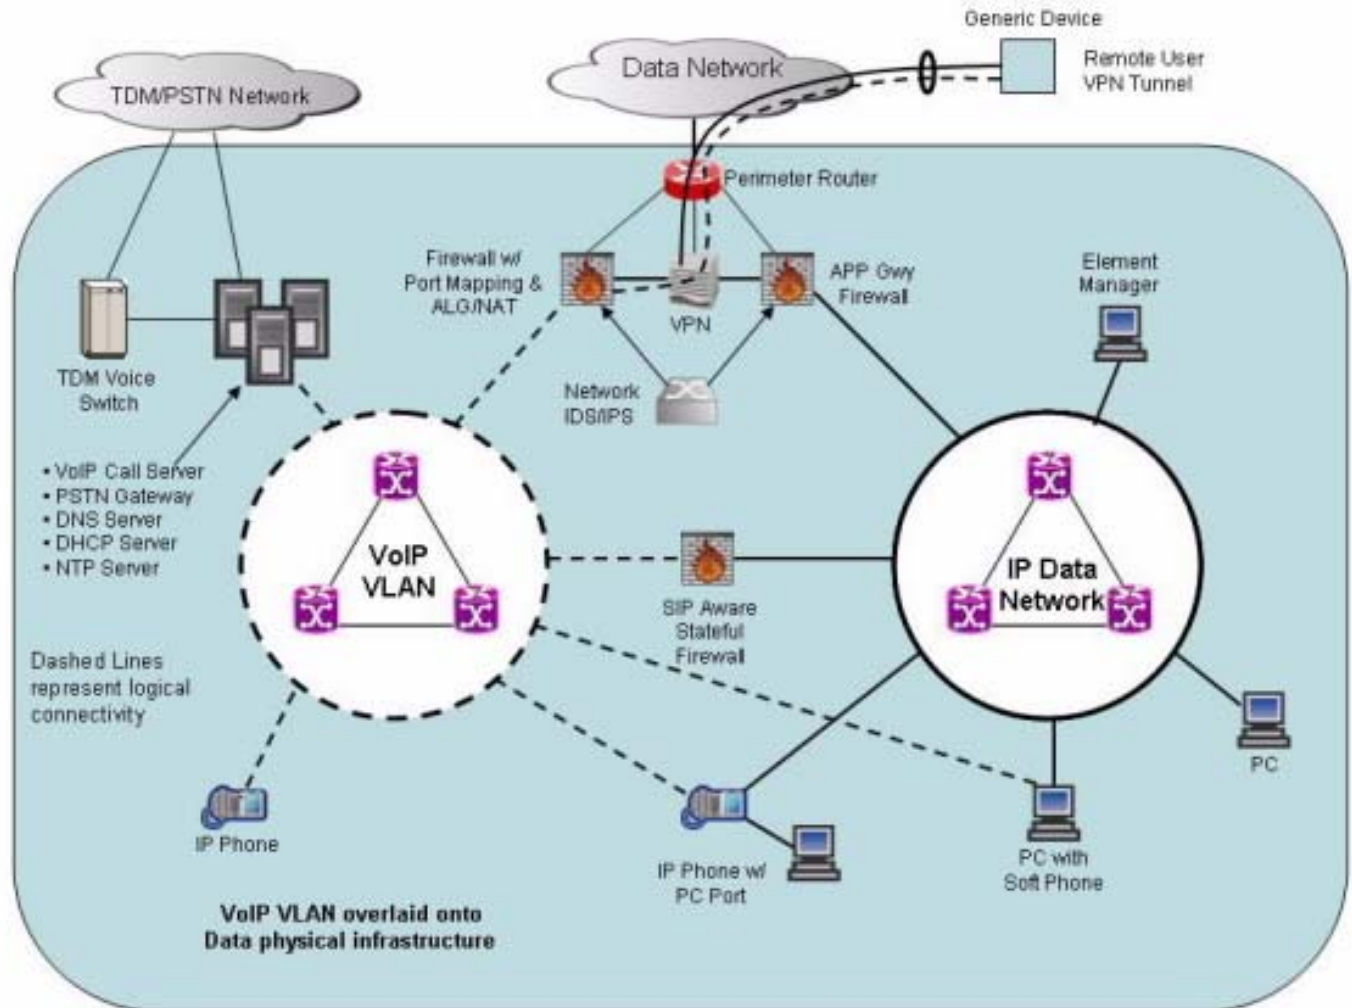 Generic Device
Remote User
VPN Tunnel
Data Network
TDM/PSTN Network
Perimeter Router
Firewall w/
Port Mapping &
ALG/NAT
VPN
APP Gwy
Firewall
Element
Manager
Network
IDS/IPS
TDM Voice
Switch
• VoIP Call Server
• PSTN Gateway
• DNS Server
• DHCP Server
• NTP Server
VoIP
VLAN
SIP Aware
Stateful
Firewall
IP Data
Network
Dashed Lines
represent logical
connectivity
IP Phone
IP Phone w/
PC Port
PC with
Soft Phone
PC
VoIP VLAN overlaid onto
Data physical infrastructure